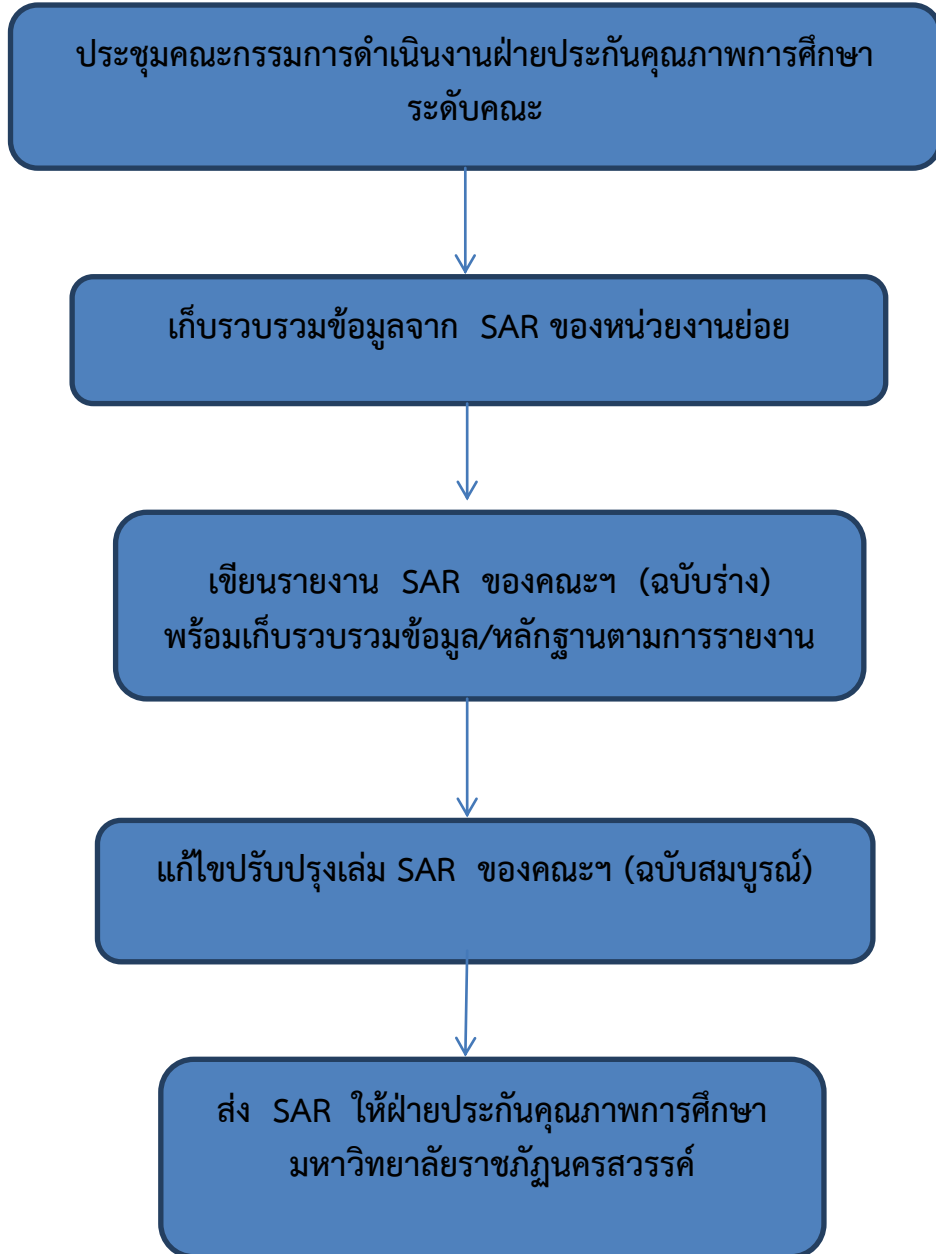 ประชุมคณะกรรมการดำเนินงานฝ่ายประกันคุณภาพการศึกษา
ระดับคณะ
เก็บรวบรวมข้อมูลจาก SAR ของหน่วยงานย่อย
เขียนรายงาน SAR ของคณะฯ (ฉบับร่าง)
พร้อมเก็บรวบรวมข้อมูล/หลักฐานตามการรายงาน
แก้ไขปรับปรุงเล่ม SAR ของคณะฯ (ฉบับสมบูรณ์)
ส่ง SAR ให้ฝ่ายประกันคุณภาพการศึกษา
มหาวิทยาลัยราชภัฏนครสวรรค์